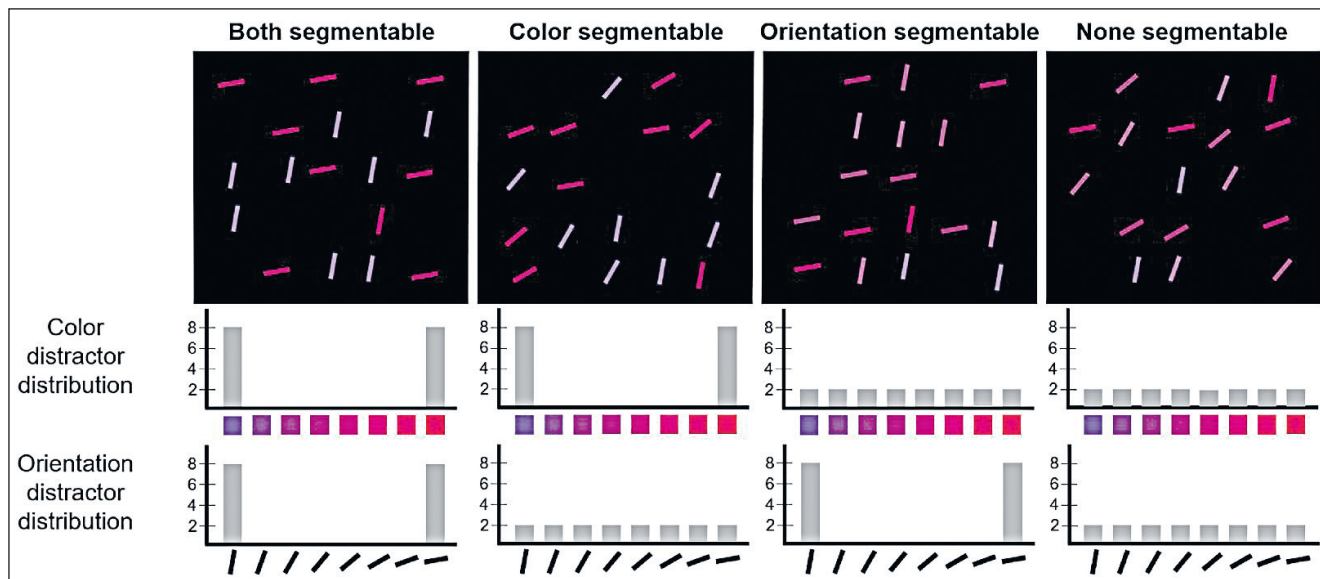 Both segmentable Color segmentable Orientation segmentable None segmentable
Color
distractor
distribution
8 8 8 8
6 6 6 6
4 4 4 4
2 2 2 2
Orientation
distractor
distribution
8 8 8 8
6 6 6 6
4 4 4 4
2 2 2 2